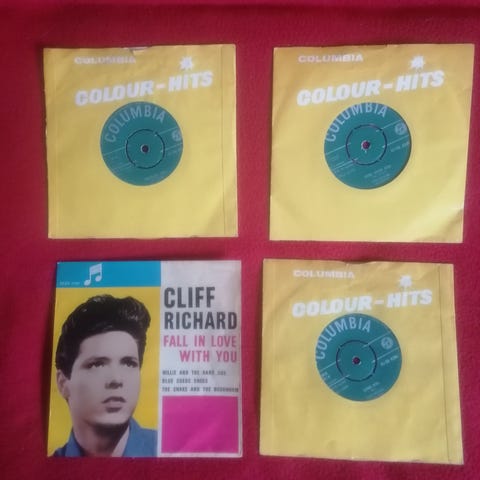 COLUMBIA
COLOUR-HITS
COLUMBIA
COLUMBIA
COLOUR-HITS
COLUMBIA
CLIFF
RICHARD
FALL IN LOVE
WITH YOU
WILLIE AND THE HAND JIVE
BLUE SUEDE SHOES
THE SNAKE AND THE BOOKWORM
COLUMBIA
COLOUR-HITS
COLUMBIA